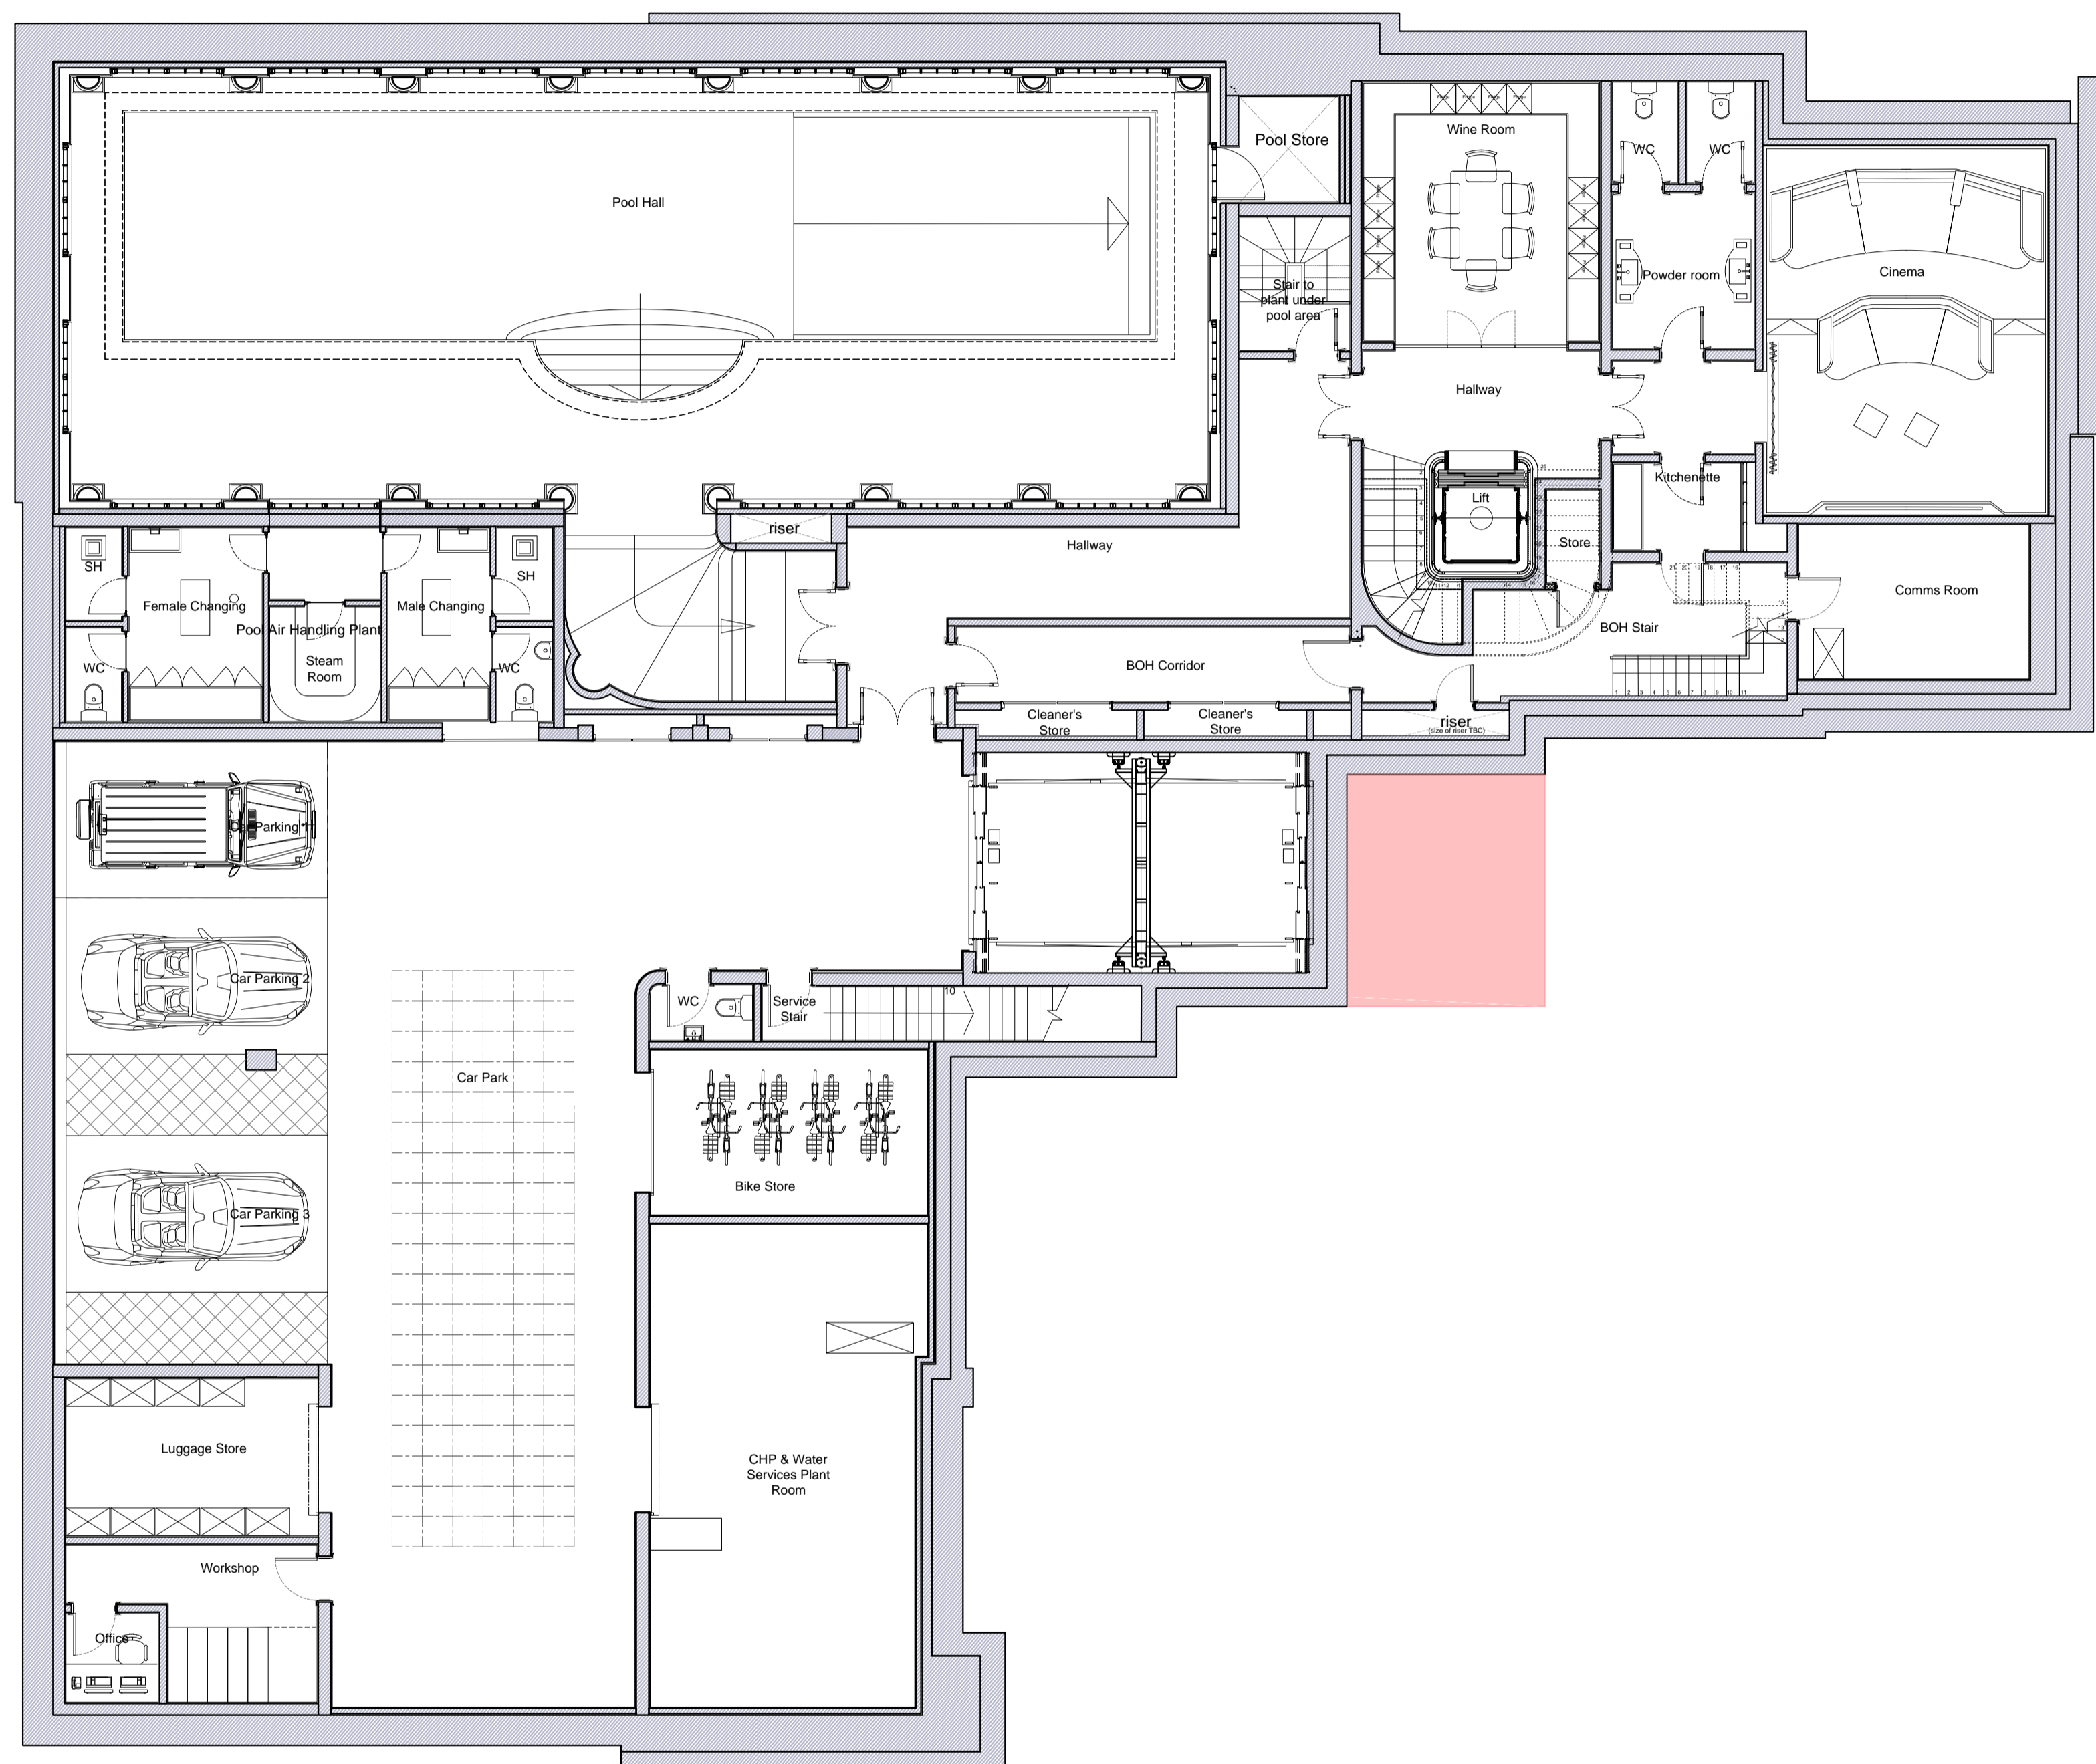 Pool Hall
Pool Store
Wine Room
WC
WC
Powder room
Cinema
Stair to
plant under
pool area
Hallway
Lift
Kitchenette
Store
Hallway
riser
SH
SH
Female Changing
Male Changing
Pool Air Handling Plant
Steam
Room
WC
WC
BOH Corridor
BOH Stair
Comms Room
Cleaner's
Store
Cleaner's
Store
riser
(size of riser TBC)
Car Parking 1
Car Parking 2
Car Parking 3
WC
Service
Stair
10
Car Park
Bike Store
CHP & Water
Services Plant
Room
Luggage Store
Workshop
Office